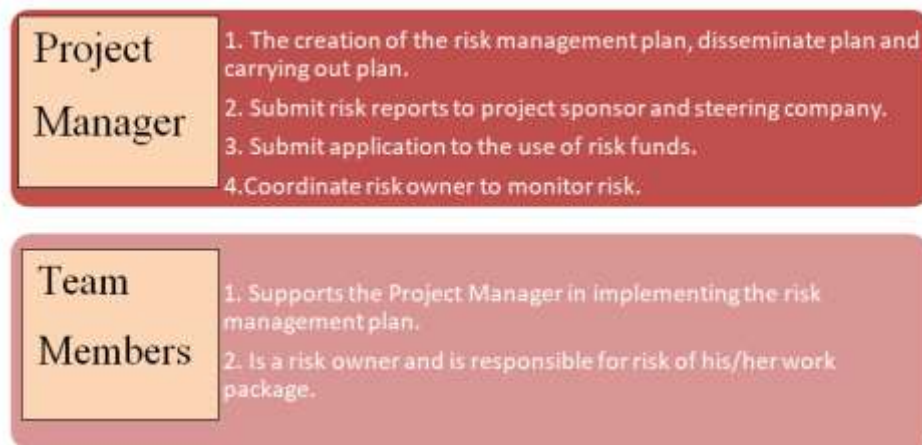 Project
Manager
1. The creation of the risk management plan, disseminate plan and
carrying out plan.
2. Submit risk reports to project sponsor and steering company.
3. Submit application to the use of risk funds.
4.Coordinate risk owner to monitor risk.
Team
Members
1. Supports the Project Manager in implementing the risk
management plan.
2. Is a risk owner and is responsible for risk of his/her work
package.